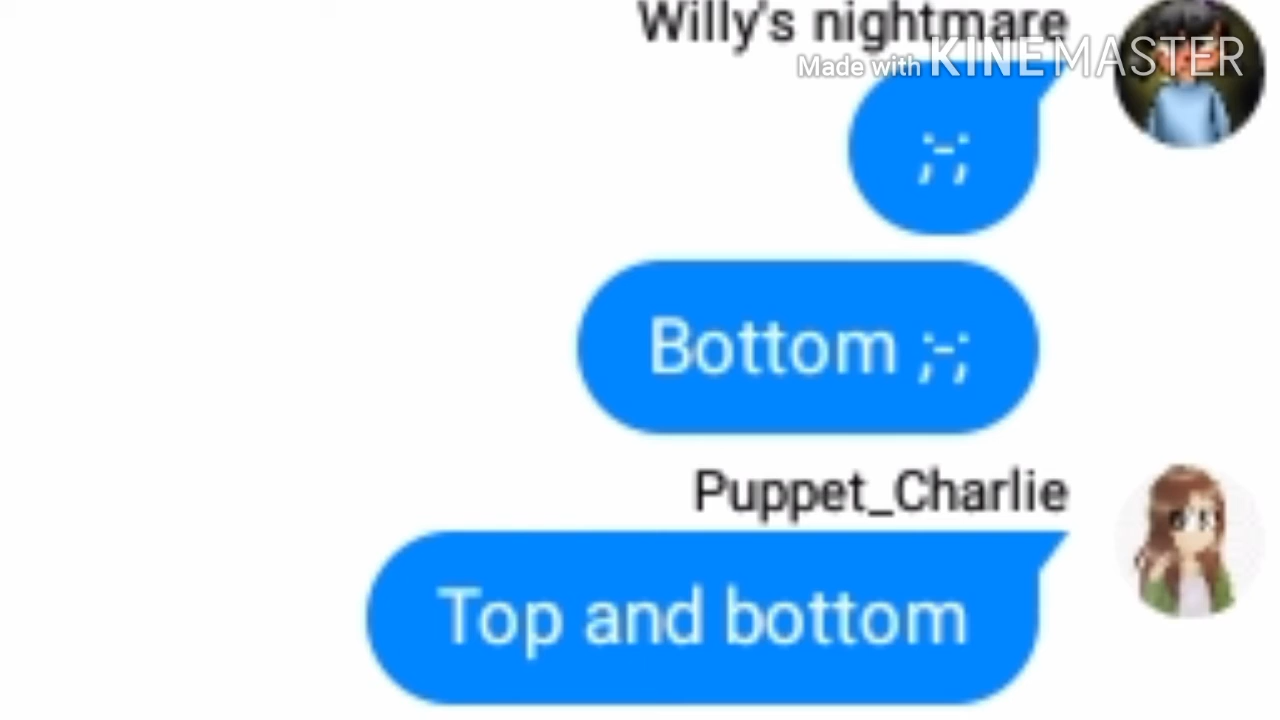 Willy's nightmare
Made with KINEMASTER
;-;
Bottom ;-;
Puppet_Charlie
Top and bottom